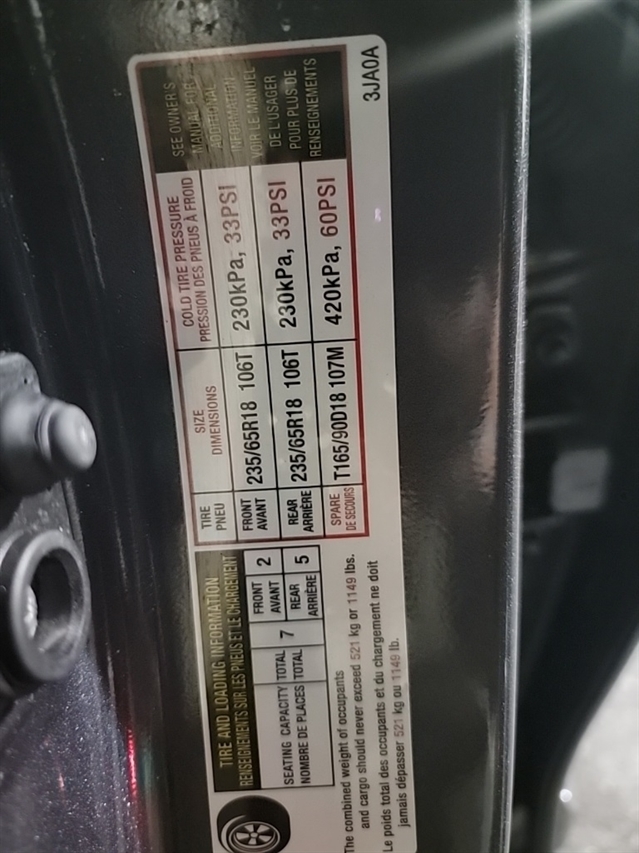 TIRE AND LOADING INFORMATION
RENSEIGNEMENTS SUR LES PNEUS ET LE CHARGEMENT
SEATING CAPACITY
NOMBRE DE PLACES
TOTAL
TOTAL
7
FRONT
AVANT
2
REAR
ARRIÈRE
5
The combined weight of occupants
and cargo should never exceed 521 kg or 1149 lbs.
Le poids total des occupants et du chargement ne doit
jamais dépasser 521 kg ou 1149 lb.
TIRE
PNEU
SIZE
DIMENSIONS
COLD TIRE PRESSURE
PRESSION DES PNEUS À FROID
FRONT
AVANT
235/65R18 106T
230kPa, 33PSI
REAR
ARRIÈRE
235/65R18 106T
230kPa, 33PSI
SPARE
DE SECOURS
T165/90D18 107M
420kPa, 60PSI
SEE OWNER'S
MANUAL FOR
ADDITIONAL
INFORMATION
VOIR LE MANUEL
DE L'USAGER
POUR PLUS DE
RENSEIGNEMENTS
3JA0A